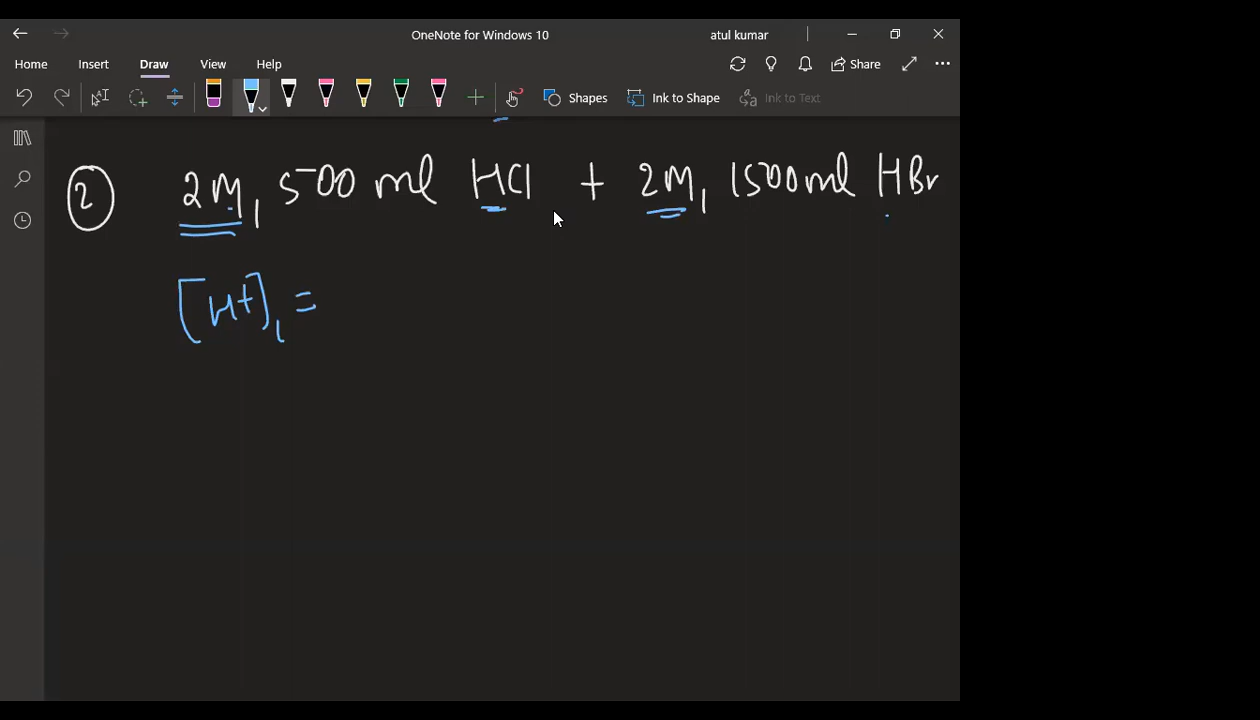 OneNote for Windows 10
atul kumar
Home Insert Draw View Help
Share
Shapes
Ink to Shape
Ink to Text
② 2M, 500 ml HCl + 2M, 1500ml HBr
[H+]₁ =